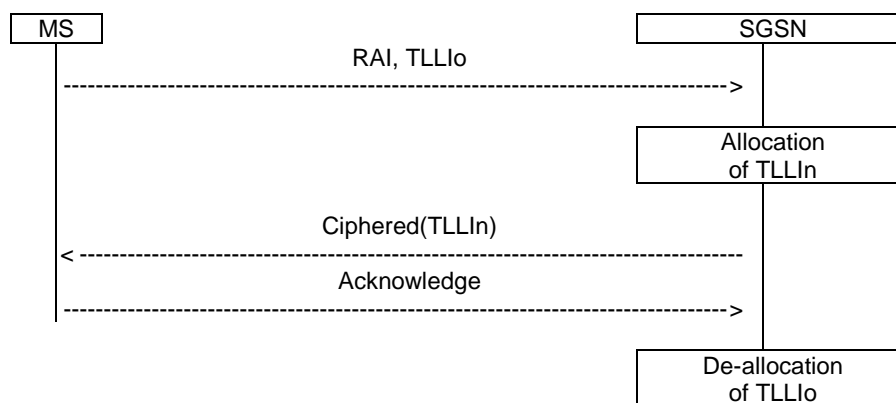 MS
SGSN
RAI, TLLIo
Allocation
of TLLIn
Ciphered(TLLIn)
Acknowledge
De-allocation
of TLLIo